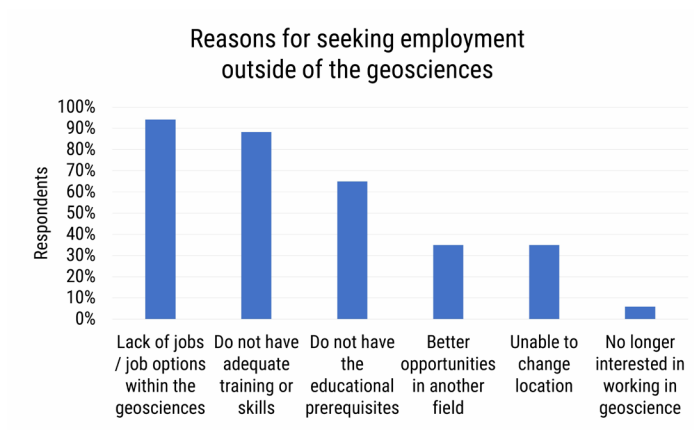 Reasons for seeking employment
outside of the geosciences
Respondents
100%
90%
80%
70%
60%
50%
40%
30%
20%
10%
0%
Lack of jobs
/ job options
within the
geosciences
Do not have
adequate
training or
skills
Do not have
the
educational
prerequisites
Better
opportunities
in another
field
Unable to
change
location
No longer
interested in
working in
geoscience